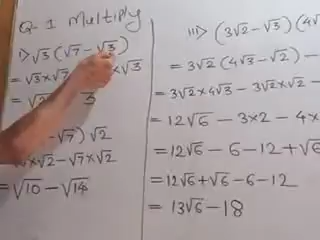 Q-1 Multiply
i) √3 (√7 - √3)
= √3 × √7 × √3
= √2 3
- √7) √2
× √2 - √7 × √2
= √10 - √14
iii) (3√2 - √3) (4√
= 3√2 (4√3 - √2) -
= 3√2 × 4√3 - 3√2 × √2 -
= 12√6 - 3×2 - 4×
= 12√6 - 6 - 12 + √6
= 12√6 + √6 - 6 - 12
= 13√6 - 18